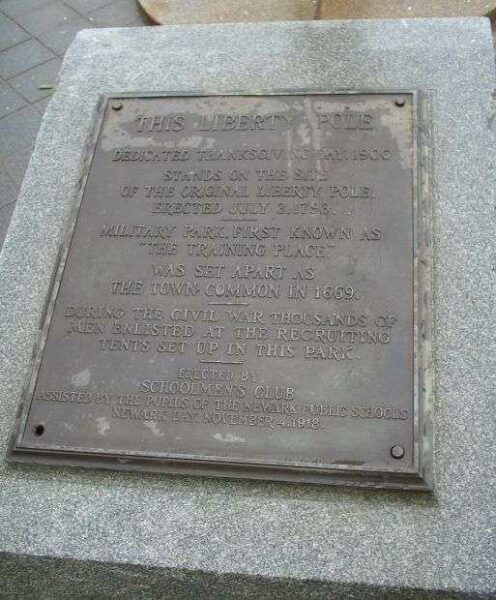 THIS LIBERTY POLE
DEDICATED THANKSGIVING DAY, 1906
STANDS ON THE SITE
OF THE ORIGINAL LIBERTY POLE,
ERECTED JULY 3, 1793.
MILITARY PARK, FIRST KNOWN AS
"THE TRAINING PLACE,"
WAS SET APART AS
THE TOWN COMMON IN 1669.
DURING THE CIVIL WAR THOUSANDS OF
MEN ENLISTED AT THE RECRUITING
TENTS SET UP IN THIS PARK.
ERECTED BY
SCHOOLMEN'S CLUB
ASSISTED BY THE PUPILS OF THE NEWARK PUBLIC SCHOOLS
NEWARK DAY, NOVEMBER 4, 1918.